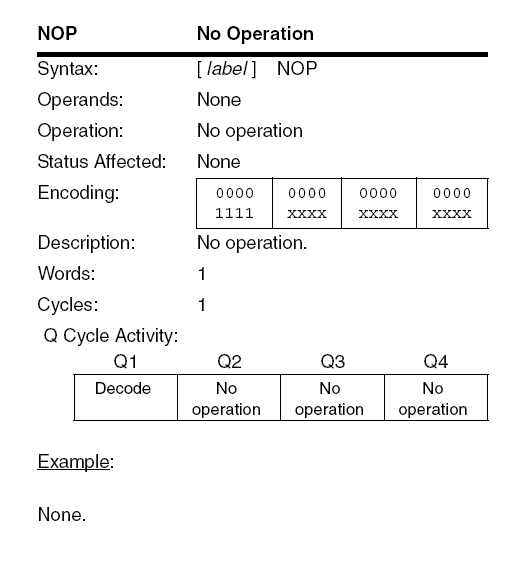 NOP No Operation
Syntax: [ label ] NOP
Operands: None
Operation: No operation
Status Affected: None
Encoding: 0000 0000 0000 0000
1111 xxxx xxxx xxxx
Description: No operation.
Words: 1
Cycles: 1
Q Cycle Activity:
Q1 Q2 Q3 Q4
Decode No No No
operation operation operation
Example:
None.